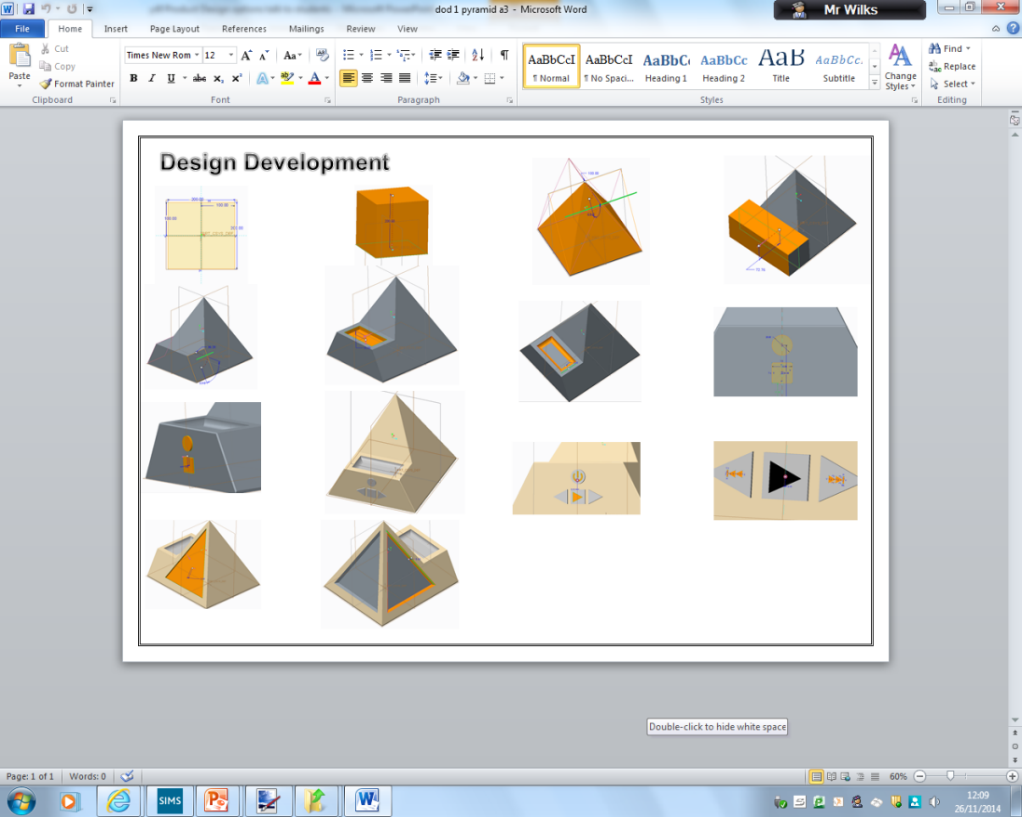 dod 1 pyramid a3 - Microsoft Word
Mr Wilks
File Home Insert Page Layout References Mailings Review View
Paste
Cut
Copy
Format Painter
Clipboard
Times New Rom 12
Font
Paragraph
AaBbCcI AaBbCcI AaBbC AaBbCc AaB AaBbCc.
¶ Normal ¶ No Spaci... Heading 1 Heading 2 Title Subtitle
Change Styles
Styles
Find
Replace
Select
Editing
Design Development
Double-click to hide white space
Page: 1 of 1 Words: 0
60%
SIMS
12:09
26/11/2014